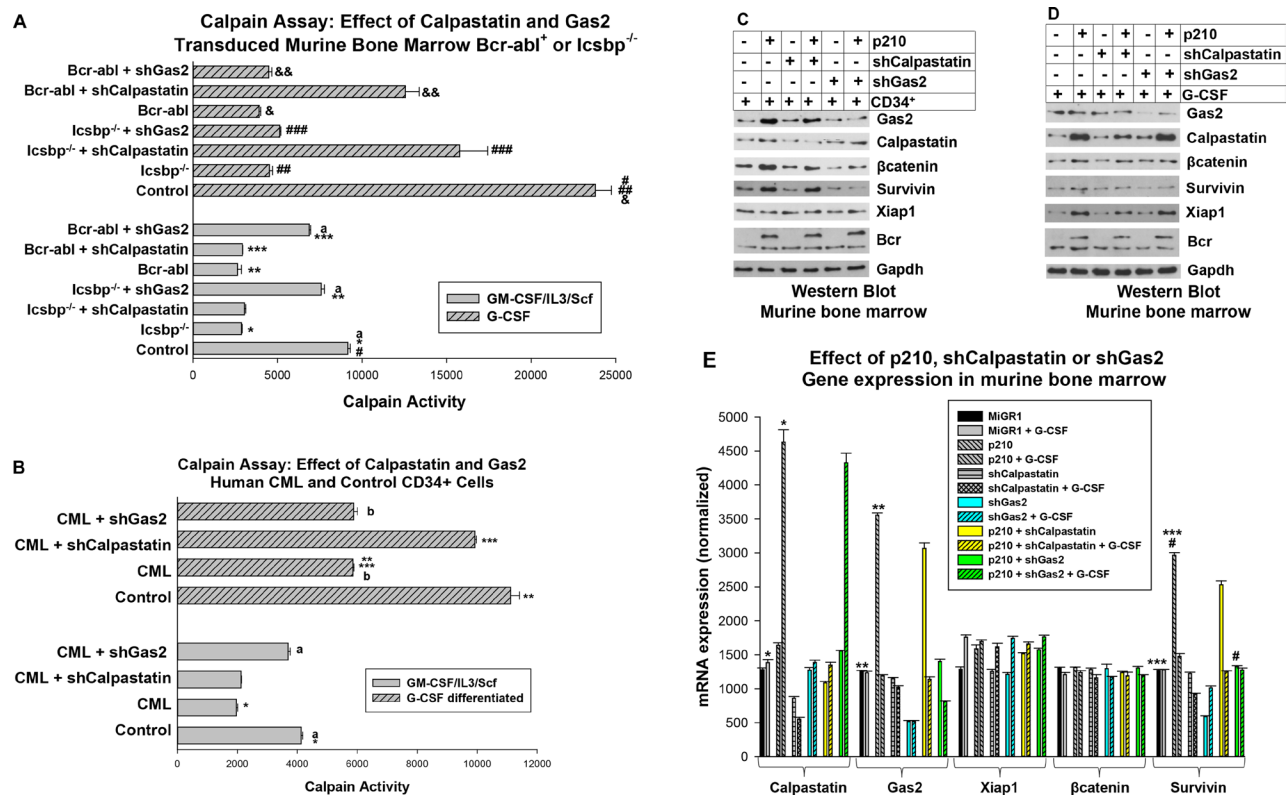 A
Calpain Assay: Effect of Calpastatin and Gas2
Transduced Murine Bone Marrow Bcr-abl+ or Icsbp-/-
Bcr-abl + shGas2
&&
Bcr-abl + shCalpastatin
&&
Bcr-abl
&
Icsbp-/- + shGas2
###
Icsbp-/- + shCalpastatin
###
Icsbp-/-
##
Control
#
##
&
Bcr-abl + shGas2
a
***
Bcr-abl + shCalpastatin
***
Bcr-abl
**
Icsbp-/- + shGas2
a
**
Icsbp-/- + shCalpastatin
Icsbp-/-
*
Control
a
*
#
GM-CSF/IL3/Scf
G-CSF
0 5000 10000 15000 20000 25000
Calpain Activity
B
Calpain Assay: Effect of Calpastatin and Gas2
Human CML and Control CD34+ Cells
CML + shGas2
b
CML + shCalpastatin
***
CML
**
***
b
Control
**
CML + shGas2
a
CML + shCalpastatin
CML
*
Control
a
*
GM-CSF/IL3/Scf
G-CSF differentiated
0 2000 4000 6000 8000 10000 12000
Calpain Activity
C
- + - + - + p210
- - + + - - shCalpastatin
- - - - + + shGas2
+ + + + + + CD34+
Gas2
Calpastatin
βcatenin
Survivin
Xiap1
Bcr
Gapdh
Western Blot
Murine bone marrow
D
- + - + - + p210
- - + + - - shCalpastatin
- - - - + + shGas2
+ + + + + + G-CSF
Gas2
Calpastatin
βcatenin
Survivin
Xiap1
Bcr
Gapdh
Western Blot
Murine bone marrow
E
Effect of p210, shCalpastatin or shGas2
Gene expression in murine bone marrow
mRNA expression (normalized)
5000
4500
4000
3500
3000
2500
2000
1500
1000
500
0
MiGR1
MiGR1 + G-CSF
p210
p210 + G-CSF
shCalpastatin
shCalpastatin + G-CSF
shGas2
shGas2 + G-CSF
p210 + shCalpastatin
p210 + shCalpastatin + G-CSF
p210 + shGas2
p210 + shGas2 + G-CSF
*
*
**
**
***
***
#
#
Calpastatin Gas2 Xiap1 βcatenin Survivin